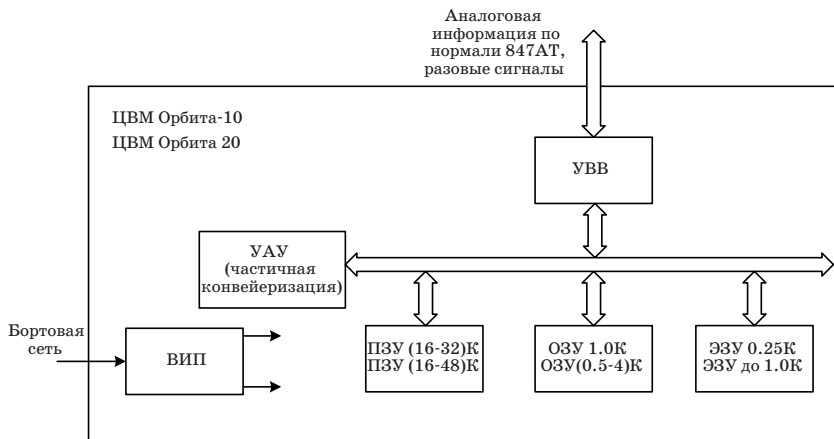 Аналоговая
информация по
нормали 847АТ,
разовые сигналы
ЦВМ Орбита-10
ЦВМ Орбита 20
УВВ
УАУ
(частичная
конвейеризация)
Бортовая
сеть
ВИП
ПЗУ (16-32)К
ПЗУ (16-48)К
ОЗУ 1.0К
ОЗУ(0.5-4)К
ЭЗУ 0.25К
ЭЗУ до 1.0К